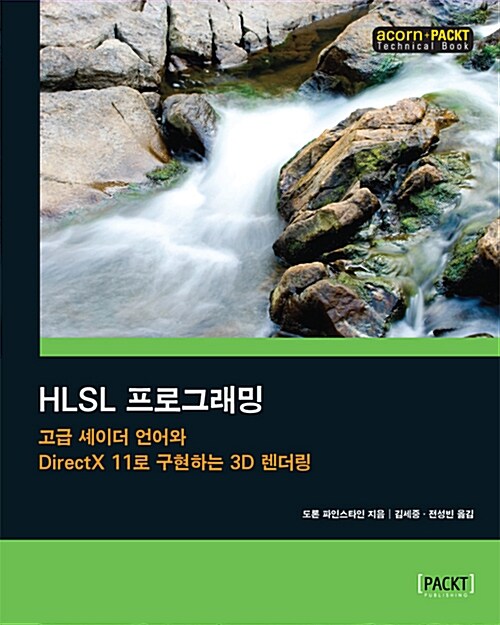 acorn+PACKT
Technical Book
HLSL 프로그래밍
고급 셰이더 언어와
DirectX 11로 구현하는 3D 렌더링
도론 파인스타인 지음 | 김세중 · 전성빈 옮김
[PACKT]
PUBLISHING